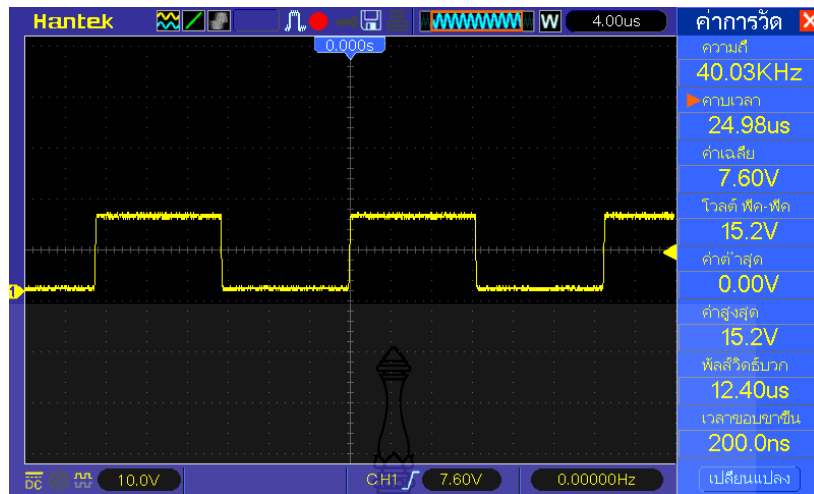 Hantek W 4.00us ค่าการวัด
0.000s
ความถี่
40.03KHz
คาบเวลา
24.98us
ค่าเฉลี่ย
7.60V
โวลต์ พีค-พีค
15.2V
ค่าต่ำสุด
0.00V
ค่าสูงสุด
15.2V
พัลส์วิดธ์บวก
12.40us
เวลาขอบขาขึ้น
200.0ns
เปลี่ยนแปลง
1
DC 10.0V CH1 7.60V 0.00000Hz